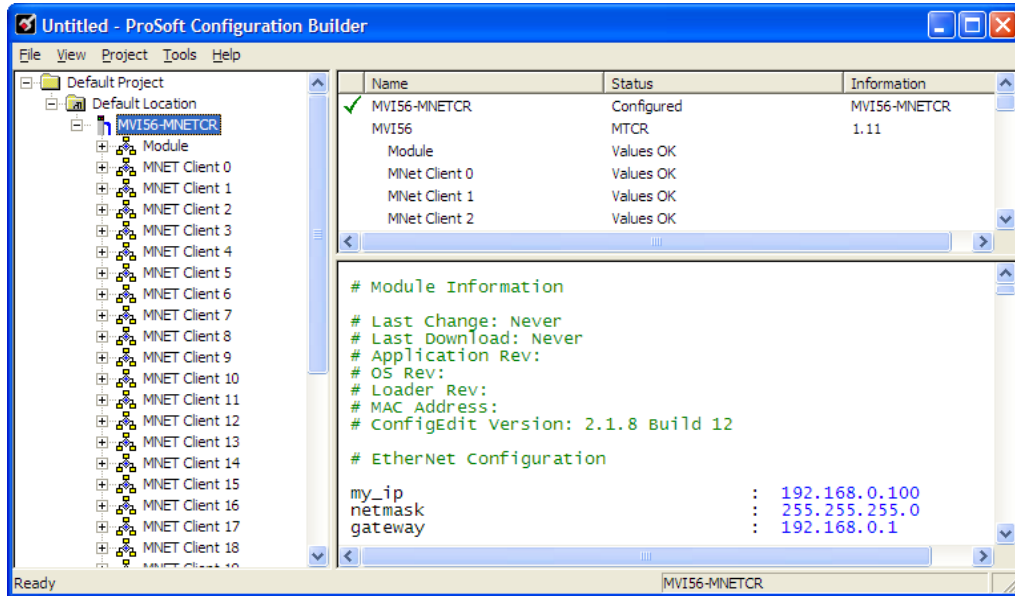 Untitled - ProSoft Configuration Builder
File View Project Tools Help
Default Project
Default Location
MVI56-MNETCR
Module
MNET Client 0
MNET Client 1
MNET Client 2
MNET Client 3
MNET Client 4
MNET Client 5
MNET Client 6
MNET Client 7
MNET Client 8
MNET Client 9
MNET Client 10
MNET Client 11
MNET Client 12
MNET Client 13
MNET Client 14
MNET Client 15
MNET Client 16
MNET Client 17
MNET Client 18
MNET Client 19
Name Status Information
MVI56-MNETCR Configured MVI56-MNETCR
MVI56 MTCR 1.11
Module Values OK
MNet Client 0 Values OK
MNet Client 1 Values OK
MNet Client 2 Values OK
# Module Information
# Last Change: Never
# Last Download: Never
# Application Rev:
# OS Rev:
# Loader Rev:
# MAC Address:
# ConfigEdit Version: 2.1.8 Build 12
# EtherNet Configuration
my_ip : 192.168.0.100
netmask : 255.255.255.0
gateway : 192.168.0.1
Ready MVI56-MNETCR